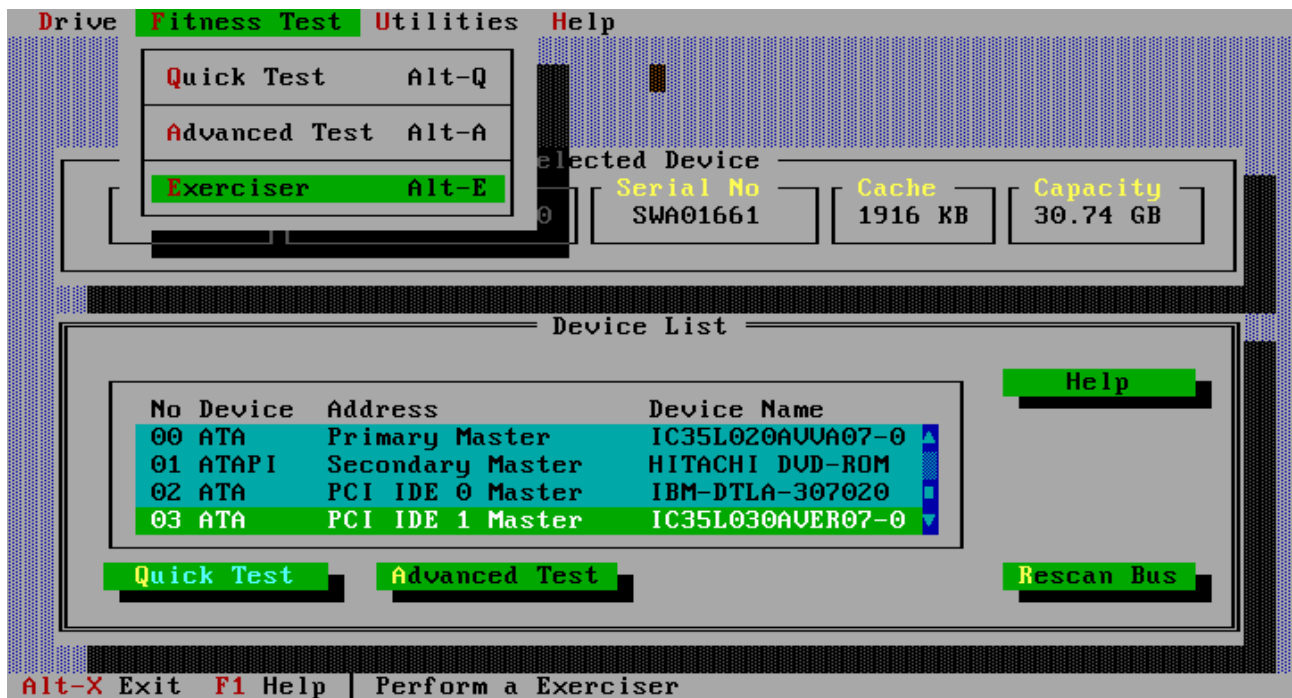 Drive Fitness Test Utilities Help
Quick Test Alt-Q
Advanced Test Alt-A
Exerciser Alt-E
elected Device
Serial No Cache Capacity
0 SWA01661 1916 KB 30.74 GB
Device List
Help
No Device Address Device Name
00 ATA Primary Master IC35L020AVVA07-0
01 ATAPI Secondary Master HITACHI DVD-ROM
02 ATA PCI IDE 0 Master IBM-DTLA-307020
03 ATA PCI IDE 1 Master IC35L030AVER07-0
Quick Test Advanced Test Rescan Bus
Alt-X Exit F1 Help | Perform a Exerciser